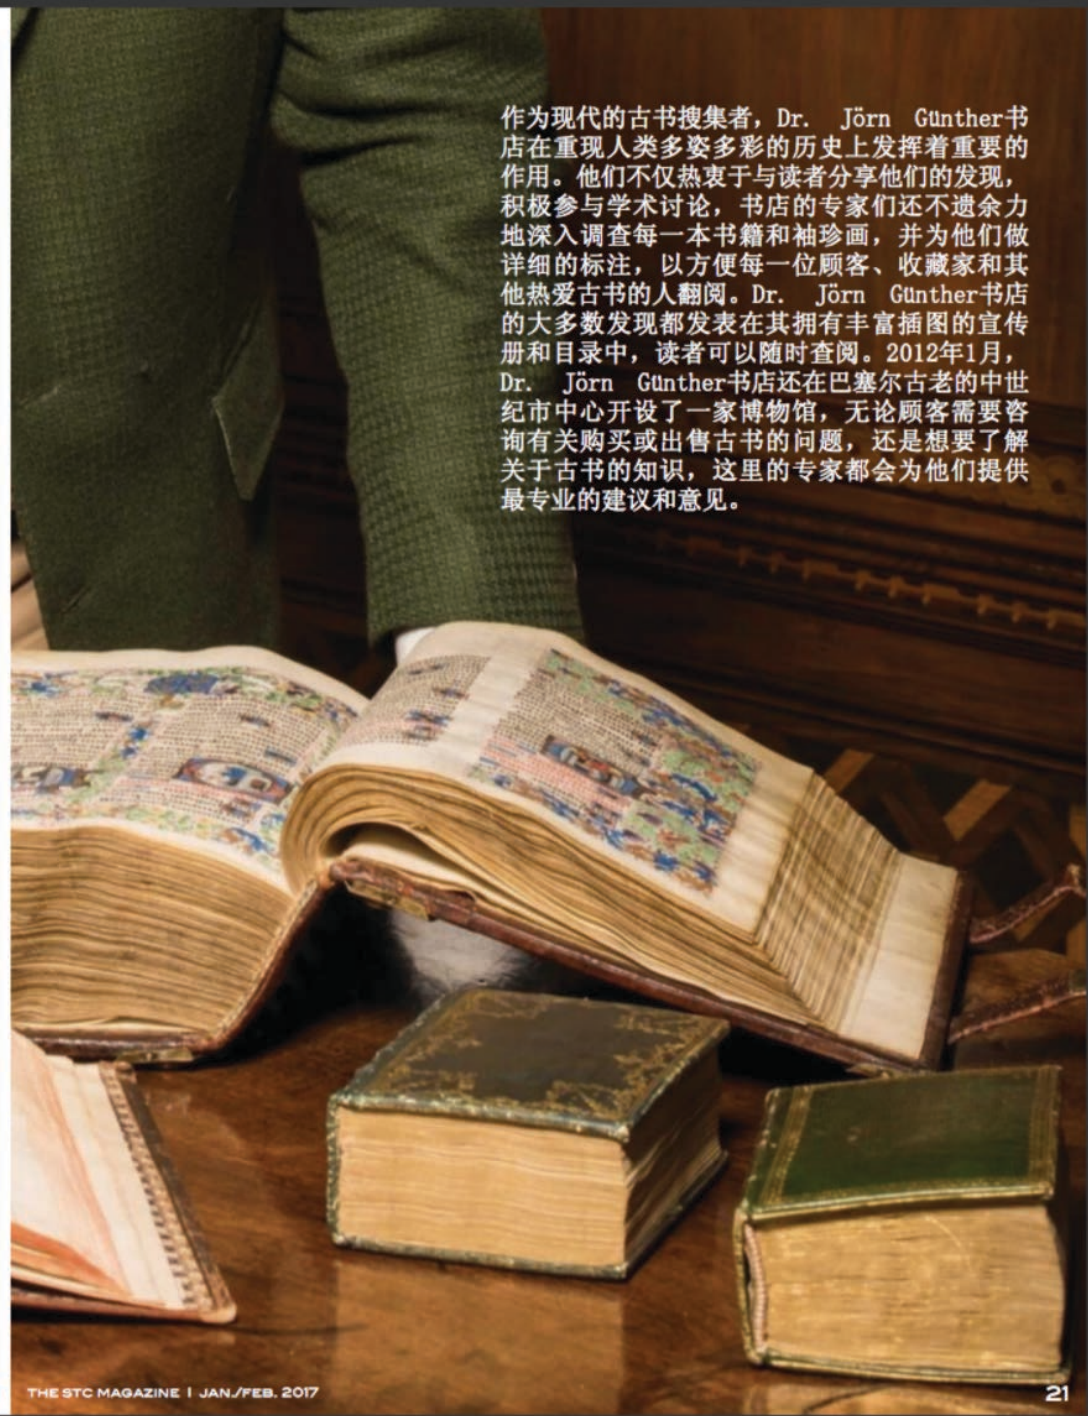 作为现代的古书搜集者，Dr. Jörn Günther书
店在重现人类多姿多彩的历史上发挥着重要的
作用。他们不仅热衷于与读者分享他们的发现，
积极参与学术讨论，书店的专家们还不遗余力
地深入调查每一本书籍和袖珍画，并为他们做
详细的标注，以方便每一位顾客、收藏家和其
他热爱古书的人翻阅。Dr. Jörn Günther书店
的大多数发现都发表在其拥有丰富插图的宣传
册和目录中，读者可以随时查阅。2012年1月，
Dr. Jörn Günther书店还在巴塞尔古老的中世
纪市中心开设了一家博物馆，无论顾客需要咨
询有关购买或出售古书的问题，还是想要了解
关于古书的知识，这里的专家都会为他们提供
最专业的建议和意见。
THE STC MAGAZINE | JAN./FEB. 2017
21